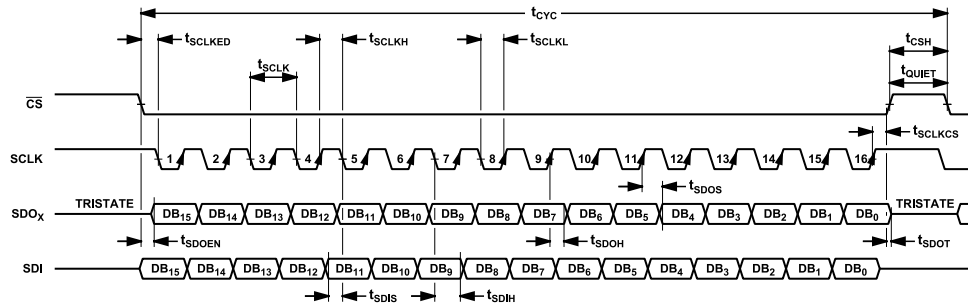 tCYC
tSCLKED tSCLKH tSCLKL tCSH
tSCLK tQUIET
CS
tSCLKCS
SCLK 1 2 3 4 5 6 7 8 9 10 11 12 13 14 15 16
tSDOS
SDOX TRISTATE DB15 DB14 DB13 DB12 DB11 DB10 DB9 DB8 DB7 DB6 DB5 DB4 DB3 DB2 DB1 DB0 TRISTATE
tSDOEN tSDOH tSDOT
SDI DB15 DB14 DB13 DB12 DB11 DB10 DB9 DB8 DB7 DB6 DB5 DB4 DB3 DB2 DB1 DB0
tSDIS tSDIH